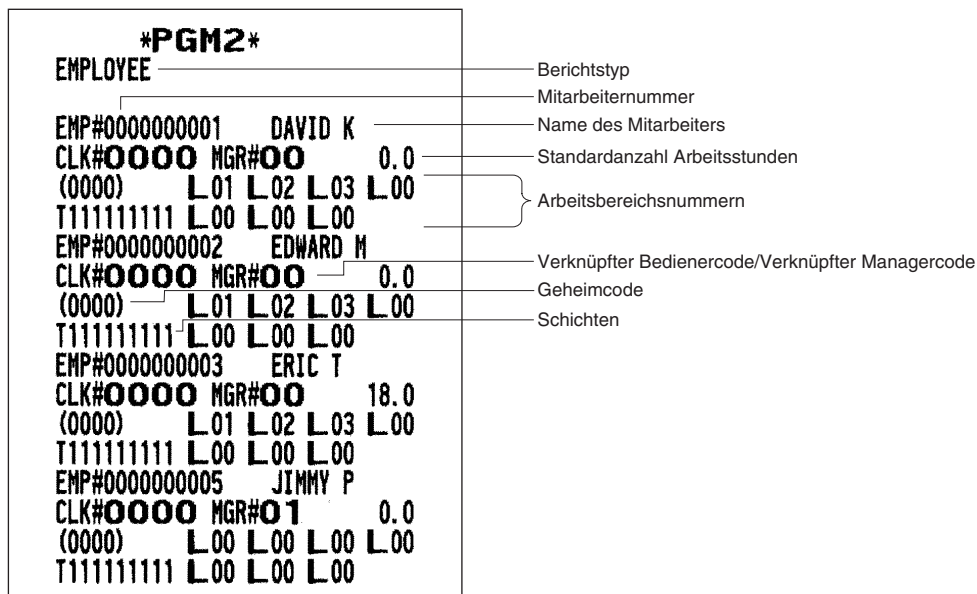 *PGM2*
EMPLOYEE
Berichtstyp
Mitarbeiternummer
EMP#0000000001 DAVID K
Name des Mitarbeiters
CLK#0000 MGR#00 0.0
Standardanzahl Arbeitsstunden
(0000) L01 L02 L03 L00
Arbeitsbereichsnummern
T111111111 L00 L00 L00
EMP#0000000002 EDWARD M
CLK#0000 MGR#00 0.0
Verknüpfter Bedienercode/Verknüpfter Managercode
(0000) L01 L02 L03 L00
Geheimcode
T111111111 L00 L00 L00
Schichten
EMP#0000000003 ERIC T
CLK#0000 MGR#00 18.0
(0000) L01 L02 L03 L00
T111111111 L00 L00 L00
EMP#0000000005 JIMMY P
CLK#0000 MGR#01 0.0
(0000) L00 L00 L00 L00
T111111111 L00 L00 L00